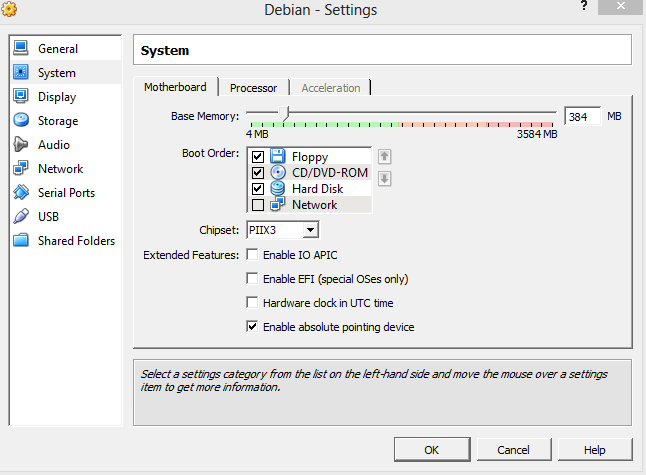 Debian - Settings
?
General
System
Display
Storage
Audio
Network
Serial Ports
USB
Shared Folders
System
Motherboard Processor Acceleration
Base Memory: 384 MB
4 MB 3584 MB
Boot Order: Floppy
CD/DVD-ROM
Hard Disk
Network
Chipset: PIIX3
Extended Features: Enable IO APIC
Enable EFI (special OSes only)
Hardware clock in UTC time
Enable absolute pointing device
Select a settings category from the list on the left-hand side and move the mouse over a settings
item to get more information.
OK Cancel Help